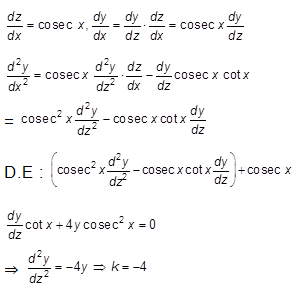 dz/dx = cosec x, dy/dx = dy/dz · dz/dx = cosec x dy/dz
d²y/dx² = cosec x d²y/dz² · dz/dx − dy/dz cosec x cot x
= cosec² x d²y/dz² − cosec x cot x dy/dz
D.E : (cosec² x d²y/dz² − cosec x cot x dy/dz) + cosec x
dy/dz cot x + 4y cosec² x = 0
⇒ d²y/dz² = −4y ⇒ k = −4